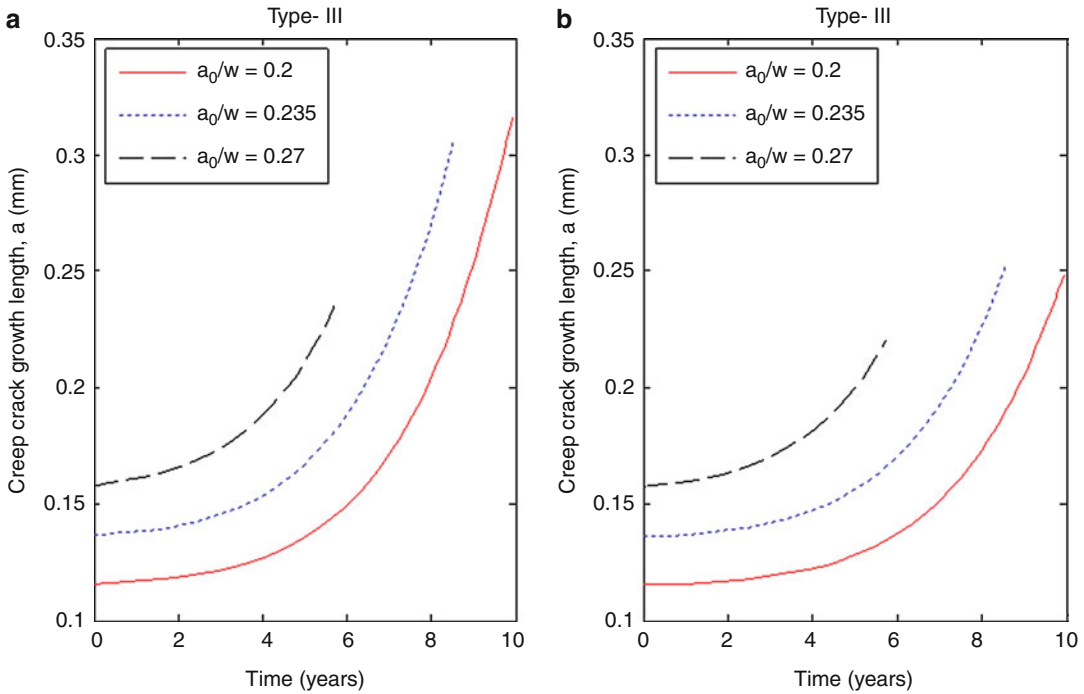 a
Type- III
0.35
0.3
0.25
0.2
0.15
0.1
0
2
4
6
8
10
Creep crack growth length, a (mm)
Time (years)
a₀/w = 0.2
a₀/w = 0.235
a₀/w = 0.27
b
Type- III
0.35
0.3
0.25
0.2
0.15
0.1
0
2
4
6
8
10
Creep crack growth length, a (mm)
Time (years)
a₀/w = 0.2
a₀/w = 0.235
a₀/w = 0.27